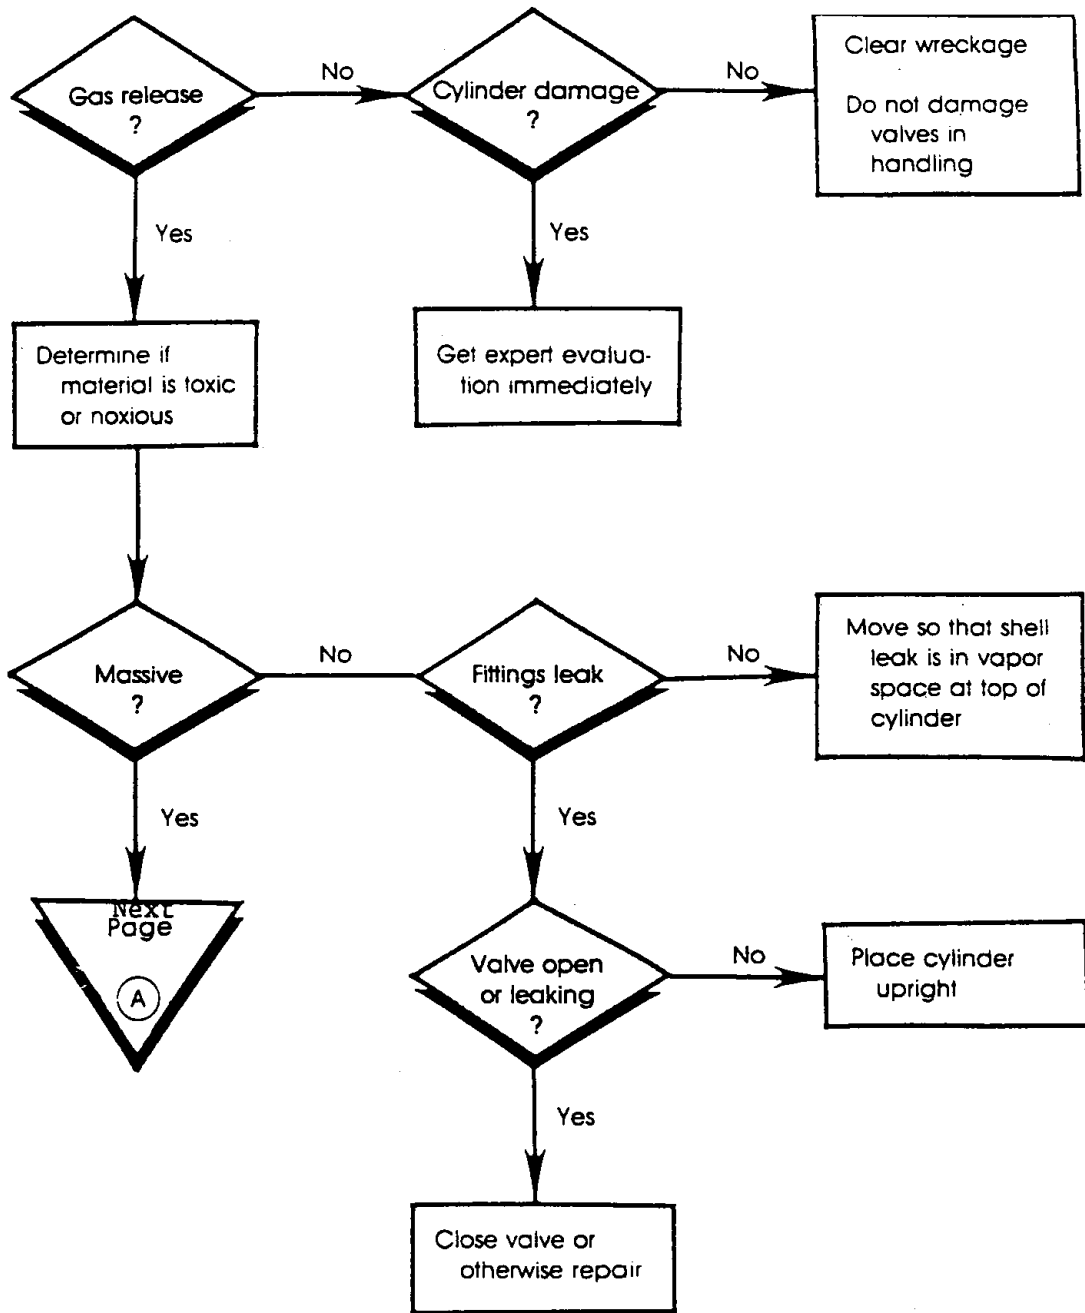 Gas release
?
No
Cylinder damage
?
No
Clear wreckage
Do not damage
valves in
handling
Yes
Yes
Determine if
material is toxic
or noxious
Get expert evalua-
tion immediately
Massive
?
No
Fittings leak
?
No
Move so that shell
leak is in vapor
space at top of
cylinder
Yes
Yes
Next
Page
A
Valve open
or leaking
?
No
Place cylinder
upright
Yes
Close valve or
otherwise repair